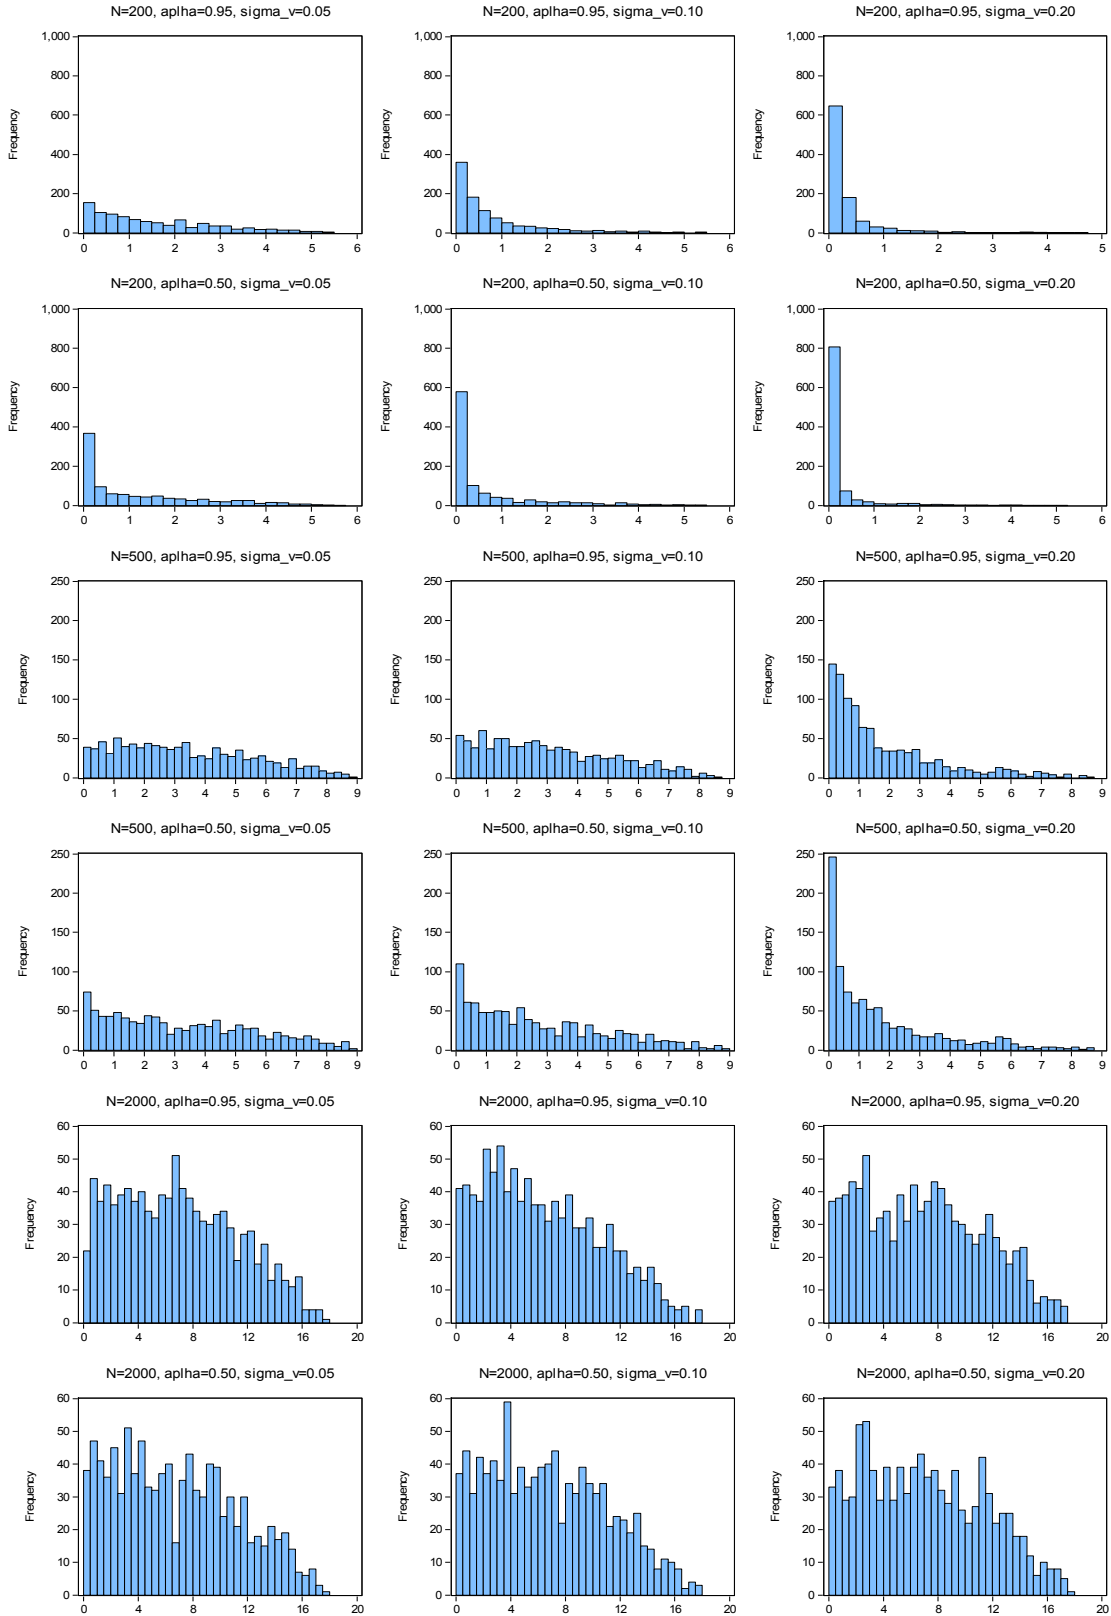 N=200, aplha=0.95, sigma_v=0.05
1,000
800
600
400
200
0
Frequency
0 1 2 3 4 5 6
N=200, aplha=0.95, sigma_v=0.10
1,000
800
600
400
200
0
Frequency
0 1 2 3 4 5 6
N=200, aplha=0.95, sigma_v=0.20
1,000
800
600
400
200
0
Frequency
0 1 2 3 4 5
N=200, aplha=0.50, sigma_v=0.05
1,000
800
600
400
200
0
Frequency
0 1 2 3 4 5 6
N=200, aplha=0.50, sigma_v=0.10
1,000
800
600
400
200
0
Frequency
0 1 2 3 4 5 6
N=200, aplha=0.50, sigma_v=0.20
1,000
800
600
400
200
0
Frequency
0 1 2 3 4 5 6
N=500, aplha=0.95, sigma_v=0.05
250
200
150
100
50
0
Frequency
0 1 2 3 4 5 6 7 8 9
N=500, aplha=0.95, sigma_v=0.10
250
200
150
100
50
0
Frequency
0 1 2 3 4 5 6 7 8 9
N=500, aplha=0.95, sigma_v=0.20
250
200
150
100
50
0
Frequency
0 1 2 3 4 5 6 7 8 9
N=500, aplha=0.50, sigma_v=0.05
250
200
150
100
50
0
Frequency
0 1 2 3 4 5 6 7 8 9
N=500, aplha=0.50, sigma_v=0.10
250
200
150
100
50
0
Frequency
0 1 2 3 4 5 6 7 8 9
N=500, aplha=0.50, sigma_v=0.20
250
200
150
100
50
0
Frequency
0 1 2 3 4 5 6 7 8 9
N=2000, aplha=0.95, sigma_v=0.05
60
50
40
30
20
10
0
Frequency
0 4 8 12 16 20
N=2000, aplha=0.95, sigma_v=0.10
60
50
40
30
20
10
0
Frequency
0 4 8 12 16 20
N=2000, aplha=0.95, sigma_v=0.20
60
50
40
30
20
10
0
Frequency
0 4 8 12 16 20
N=2000, aplha=0.50, sigma_v=0.05
60
50
40
30
20
10
0
Frequency
0 4 8 12 16 20
N=2000, aplha=0.50, sigma_v=0.10
60
50
40
30
20
10
0
Frequency
0 4 8 12 16 20
N=2000, aplha=0.50, sigma_v=0.20
60
50
40
30
20
10
0
Frequency
0 4 8 12 16 20